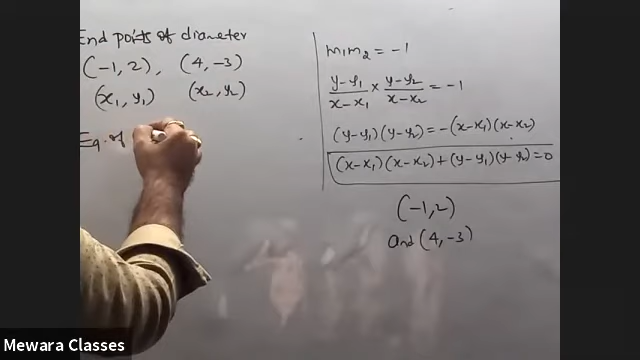 End points of diameter
(-1, 2), (4, -3)
(x₁, y₁) (x₂, y₂)
Eq. of
m₁m₂ = -1
y-y₁/x-x₁ × y-y₂/x-x₂ = -1
(y-y₁)(y-y₂) = -(x-x₁)(x-x₂)
(x-x₁)(x-x₂)+(y-y₁)(y-y₂)=0
(-1,2)
and (4,-3)
Mewara Classes